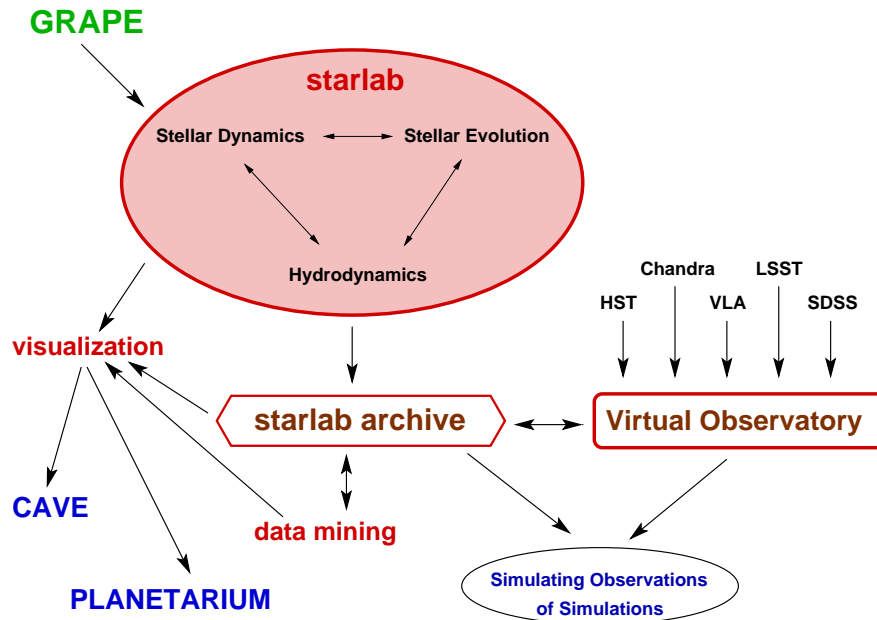 GRAPE
starlab
Stellar Dynamics
Stellar Evolution
Hydrodynamics
Chandra
LSST
HST
VLA
SDSS
visualization
starlab archive
Virtual Observatory
CAVE
data mining
PLANETARIUM
Simulating Observations
of Simulations